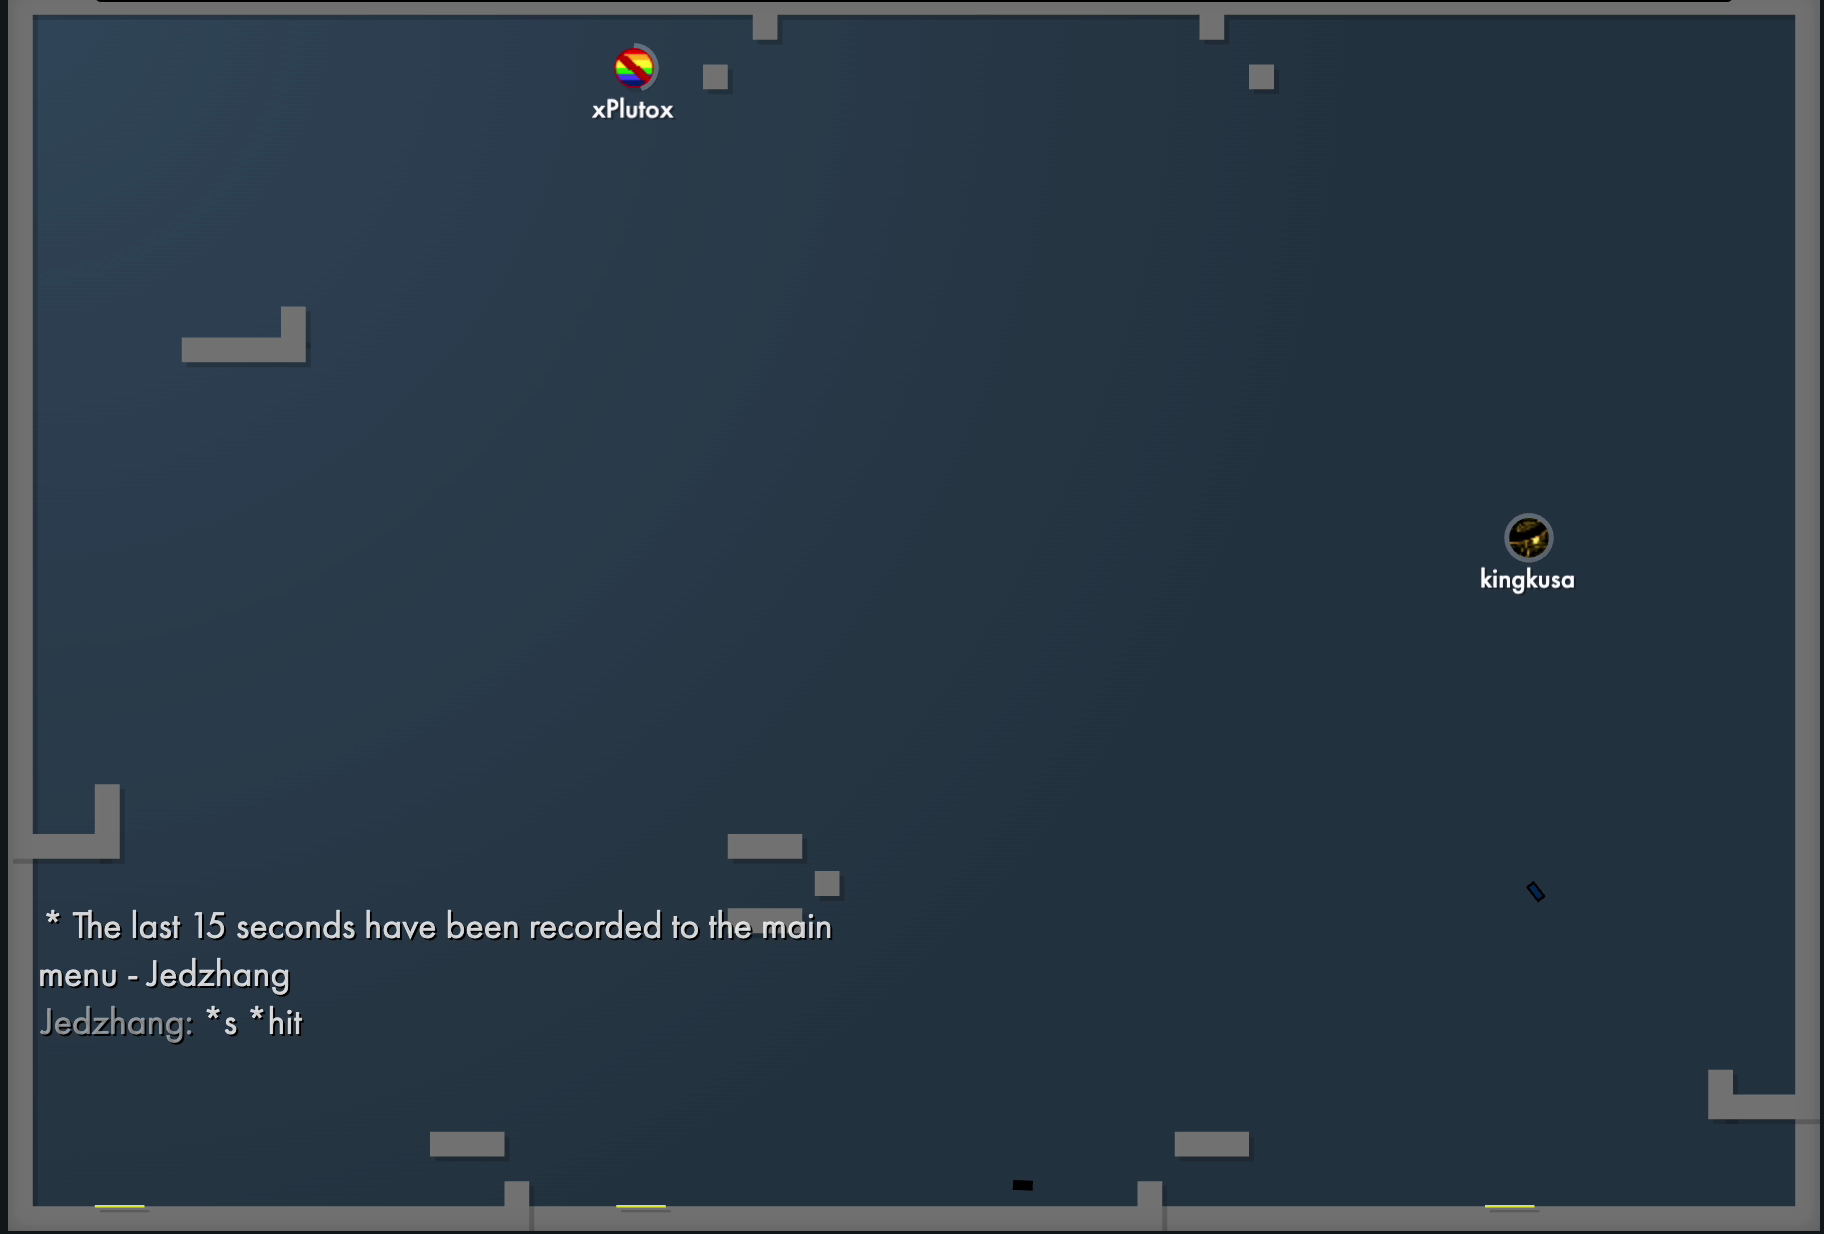 xPlutox
kingkusa
* The last 15 seconds have been recorded to the main
menu - Jedzhang
Jedzhang: *s *hit